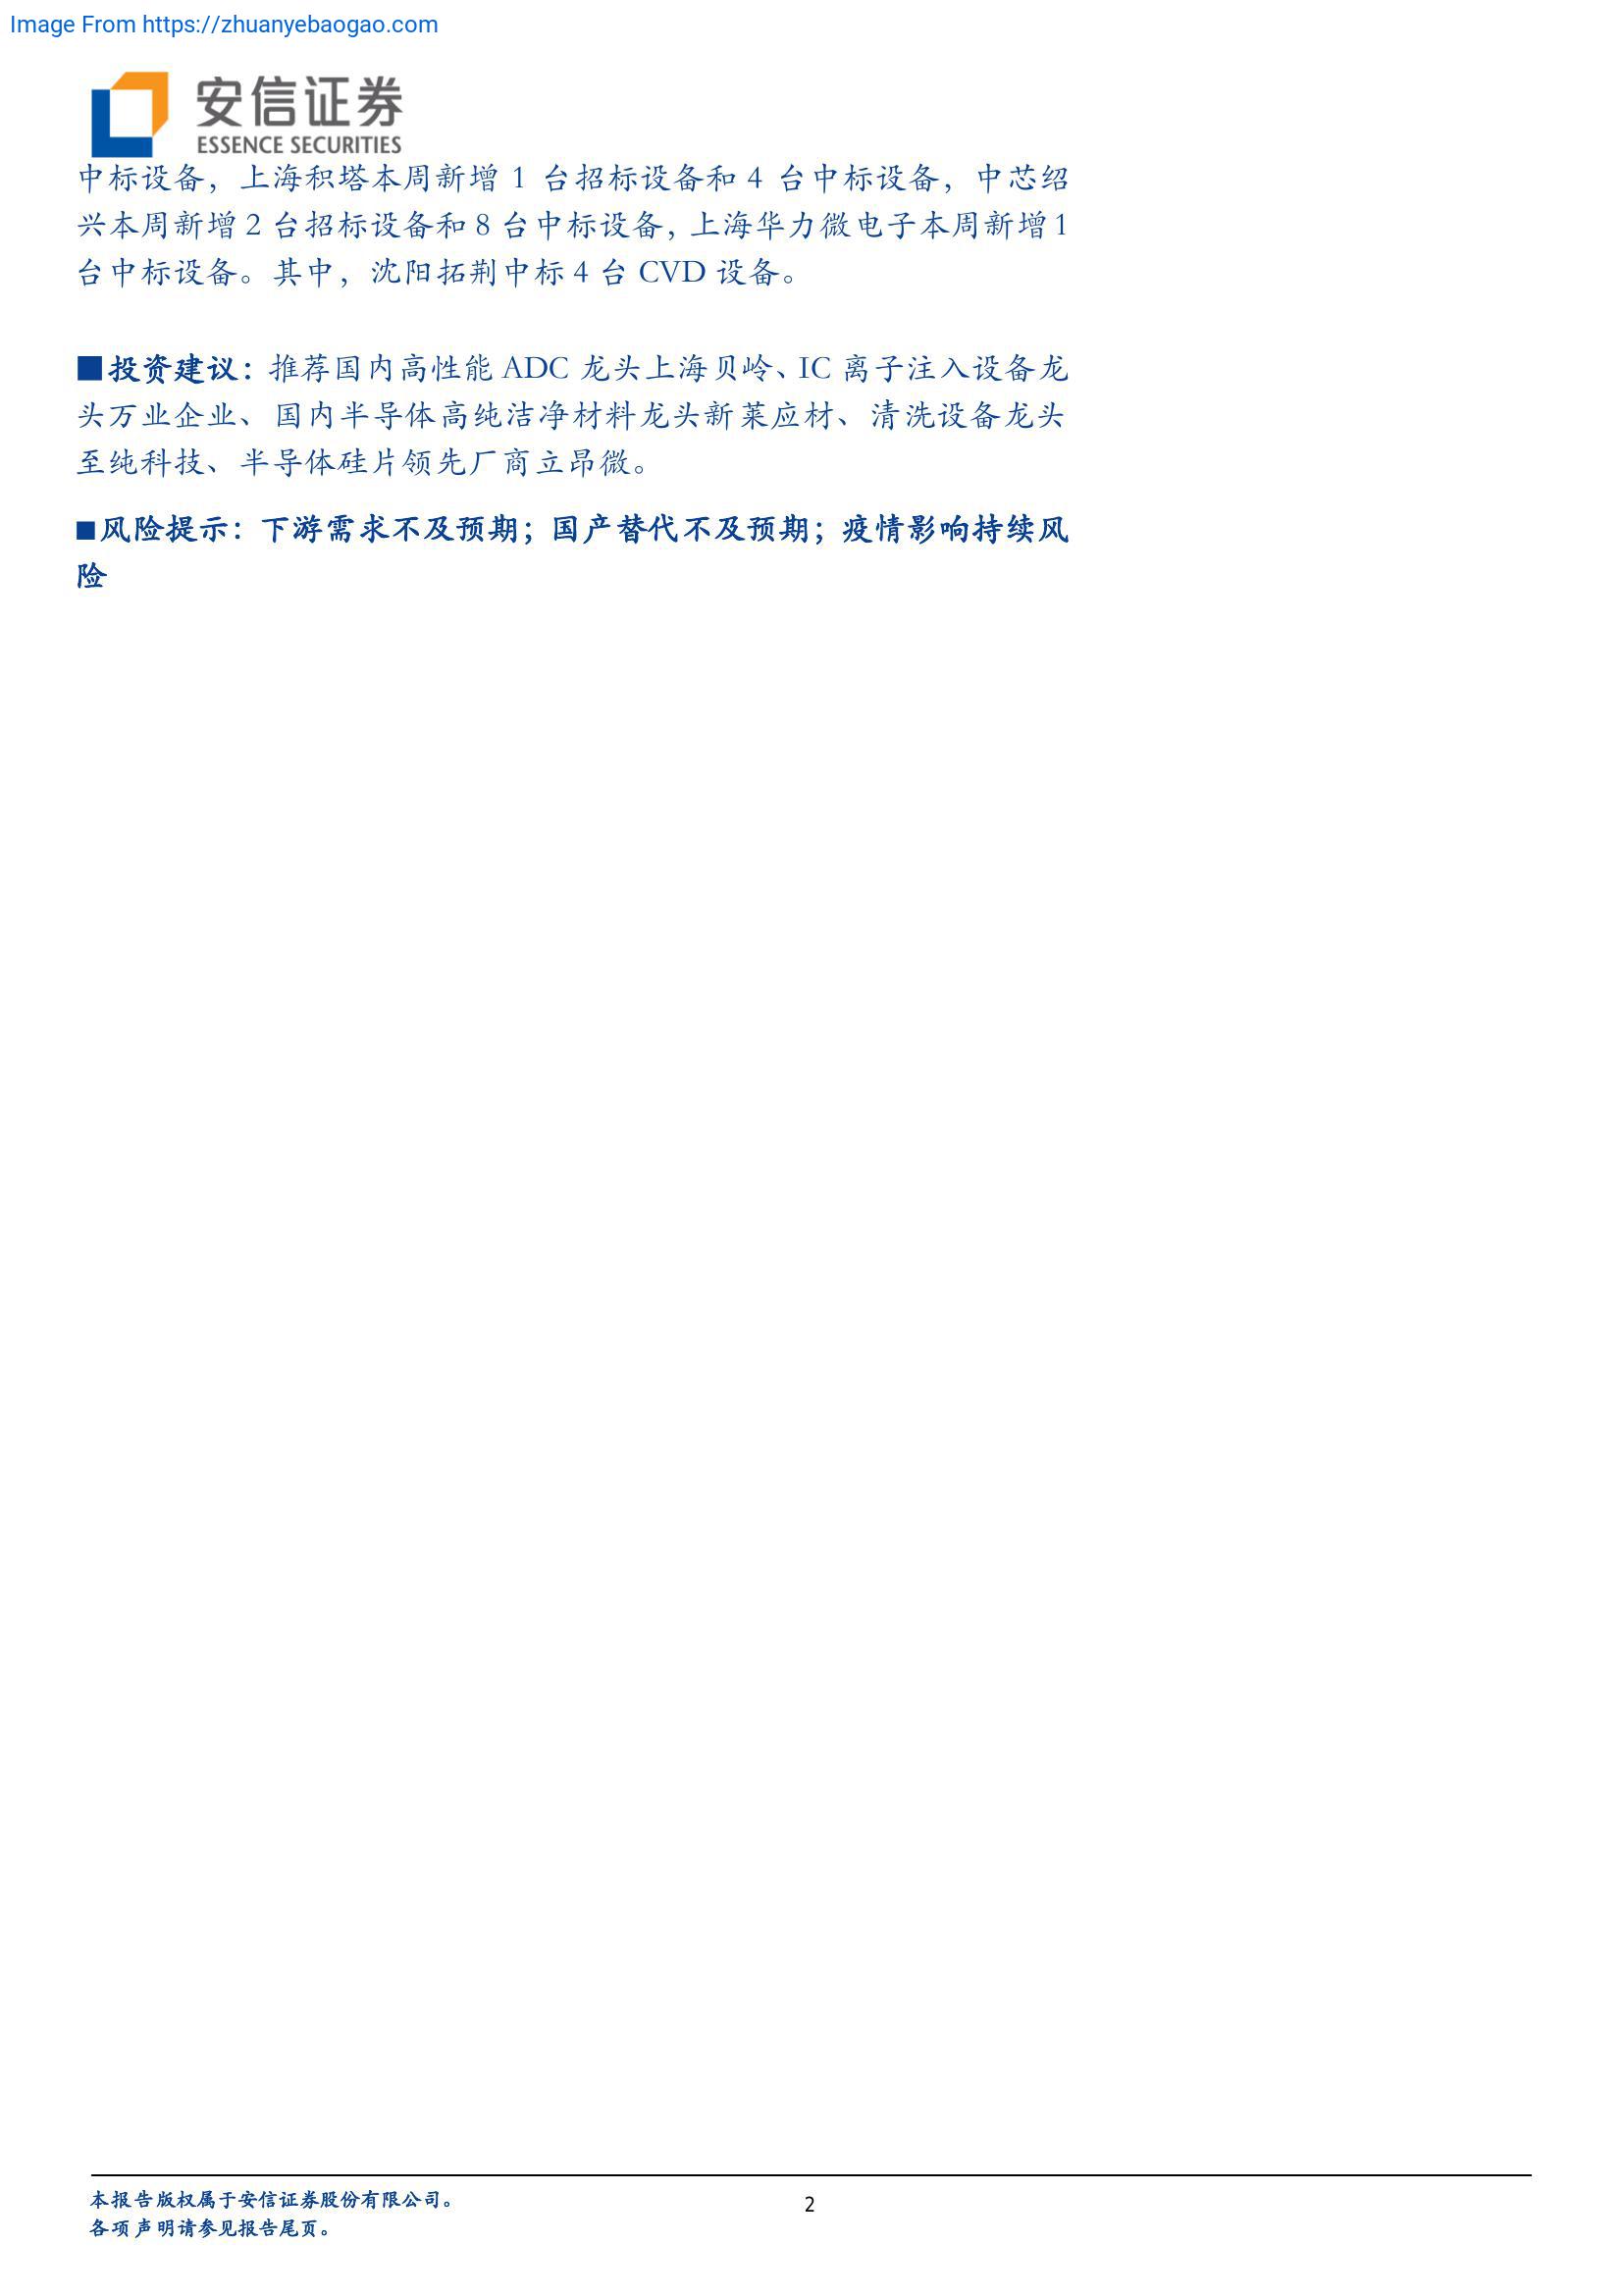 Image From https://zhuanyebaogao.com
安信证券
ESSENCE SECURITIES
中标设备，上海积塔本周新增 1 台招标设备和 4 台中标设备，中芯绍
兴本周新增 2 台招标设备和 8 台中标设备，上海华力微电子本周新增 1
台中标设备。其中，沈阳拓荆中标 4 台 CVD 设备。
■投资建议：推荐国内高性能 ADC 龙头上海贝岭、IC 离子注入设备龙
头万业企业、国内半导体高纯洁净材料龙头新莱应材、清洗设备龙头
至纯科技、半导体硅片领先厂商立昂微。
■风险提示：下游需求不及预期；国产替代不及预期；疫情影响持续风
险
本报告版权属于安信证券股份有限公司。
各项声明请参见报告尾页。
2